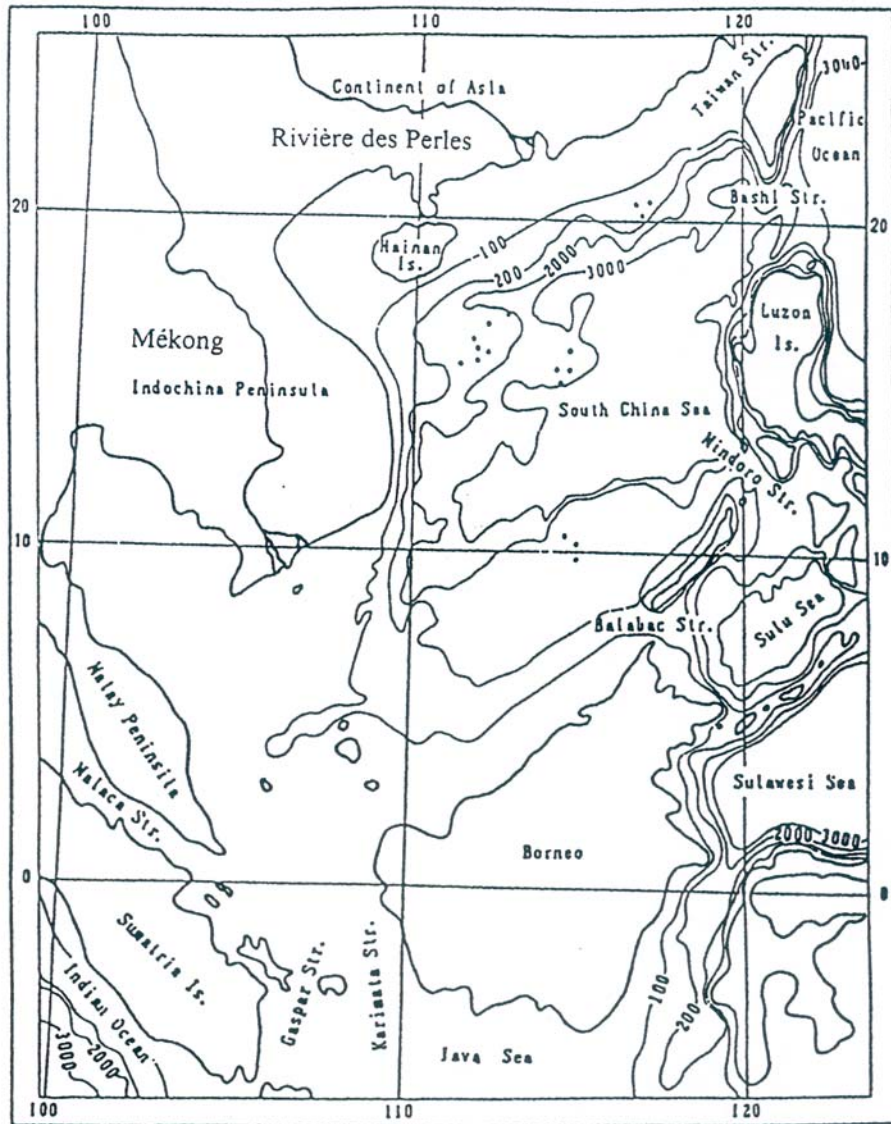 100
110
120
Continent of Asia
Rivière des Perles
Taiwan Str.
3040
Pacific
Ocean
Bashi Str.
20
20
Hainan
Is.
100
200
2000
3000
Luzon
Is.
Mékong
Indochina Peninsula
South China Sea
Mindoro Str.
10
10
Balabac Str.
Sulu Sea
Malay Peninsila
Malaca Str.
Sulawesi Sea
2000
3000
Borneo
0
0
Sumatria Is.
Gaspar Str.
Karimata Str.
Indian Ocean
3000
2000
100
200
Java Sea
100
110
120